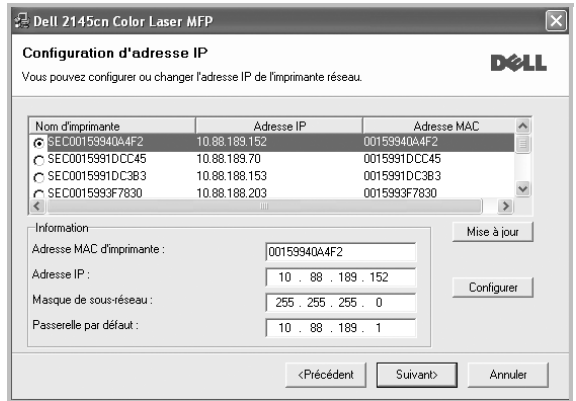 Dell 2145cn Color Laser MFP
Configuration d'adresse IP
Vous pouvez configurer ou changer l'adresse IP de l'imprimante réseau.
DELL
Nom d'imprimante Adresse IP Adresse MAC
SEC00159940A4F2 10.88.189.152 00159940A4F2
SEC0015991DCC45 10.88.189.70 0015991DCC45
SEC0015991DC3B3 10.88.188.153 0015991DC3B3
SEC0015993F7830 10.88.188.203 0015993F7830
Information
Mise à jour
Adresse MAC d'imprimante : 00159940A4F2
Adresse IP : 10 . 88 . 189 . 152
Configurer
Masque de sous-réseau : 255 . 255 . 255 . 0
Passerelle par défaut : 10 . 88 . 189 . 1
<Précédent Suivant> Annuler